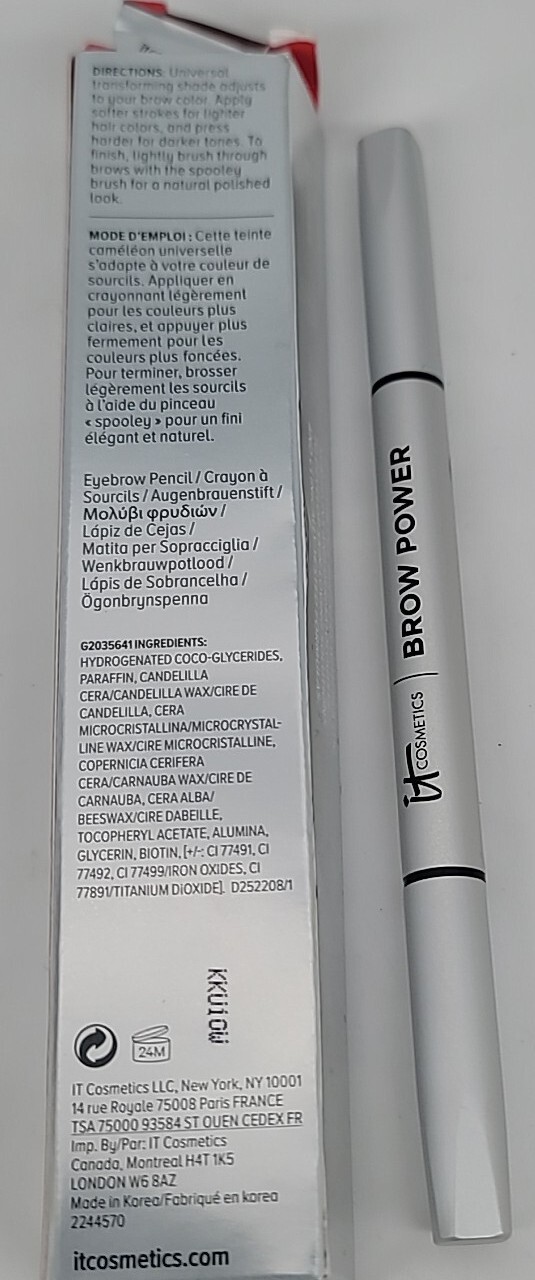 DIRECTIONS: Universal
transforming shade adjusts
to your brow color. Apply
softer strokes for lighter
hair colors, and press
harder for darker tones. To
finish, lightly brush through
brows with the spooley
brush for a natural polished
look.
MODE D'EMPLOI : Cette teinte
caméléon universelle
s'adapte à votre couleur de
sourcils. Appliquer en
crayonnant légèrement
pour les couleurs plus
claires, et appuyer plus
fermement pour les
couleurs plus foncées.
Pour terminer, brosser
légèrement les sourcils
à l'aide du pinceau
« spooley » pour un fini
élégant et naturel.
Eyebrow Pencil / Crayon à
Sourcils / Augenbrauenstift /
Μολύβι φρυδιών /
Lápiz de Cejas /
Matita per Sopracciglia /
Wenkbrauwpotlood /
Lápis de Sobrancelha /
Ögonbrynspenna
G2035641 INGREDIENTS:
HYDROGENATED COCO-GLYCERIDES,
PARAFFIN, CANDELILLA
CERA/CANDELILLA WAX/CIRE DE
CANDELILLA, CERA
MICROCRISTALLINA/MICROCRYSTAL-
LINE WAX/CIRE MICROCRISTALLINE,
COPERNICIA CERIFERA
CERA/CARNAUBA WAX/CIRE DE
CARNAUBA, CERA ALBA/
BEESWAX/CIRE DABEILLE,
TOCOPHERYL ACETATE, ALUMINA,
GLYCERIN, BIOTIN, [+/-: CI 77491, CI
77492, CI 77499/IRON OXIDES, CI
77891/TITANIUM DIOXIDE]. D252208/1
KKU10W
24M
IT Cosmetics LLC, New York, NY 10001
14 rue Royale 75008 Paris FRANCE
TSA 75000 93584 ST OUEN CEDEX FR
Imp. By/Par: IT Cosmetics
Canada, Montreal H4T 1K5
LONDON W6 8AZ
Made in Korea/Fabriqué en korea
2244570
itcosmetics.com
it COSMETICS | BROW POWER